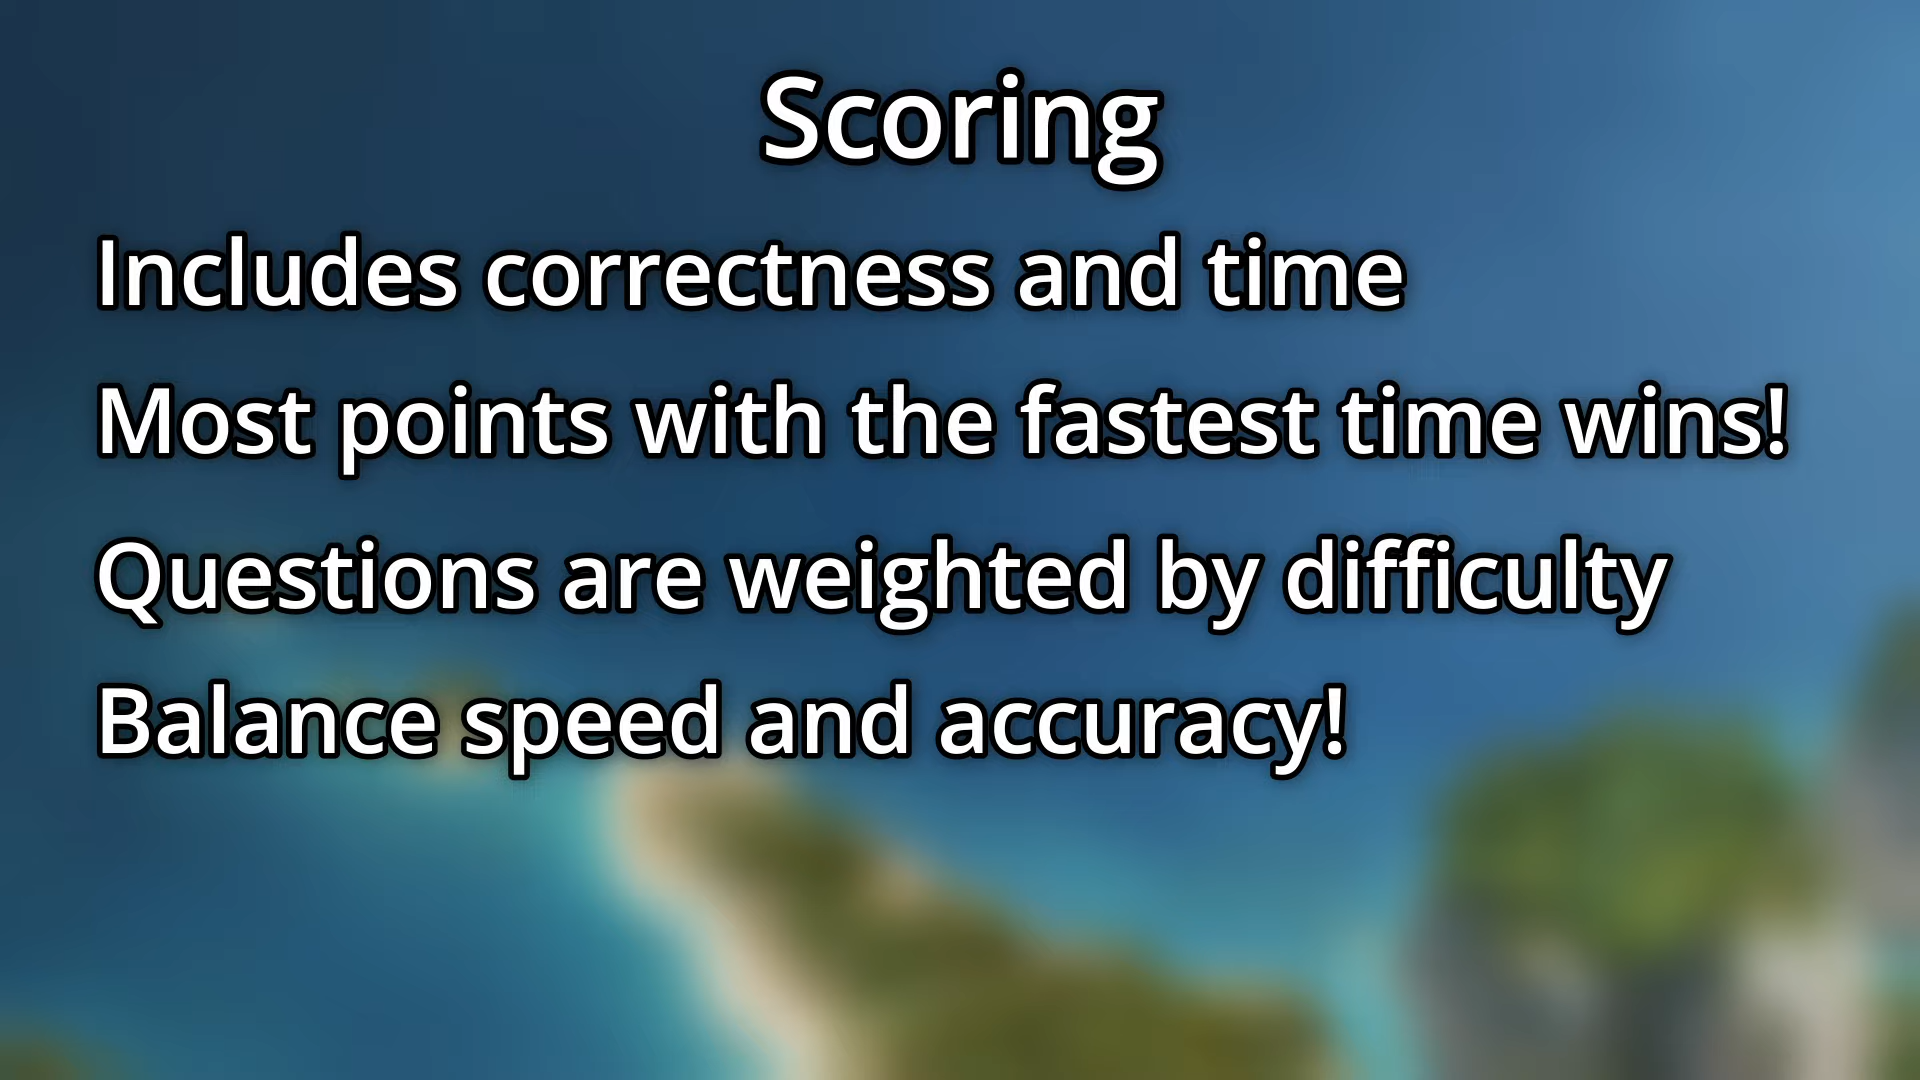 Scoring
Includes correctness and time
Most points with the fastest time wins!
Questions are weighted by difficulty
Balance speed and accuracy!